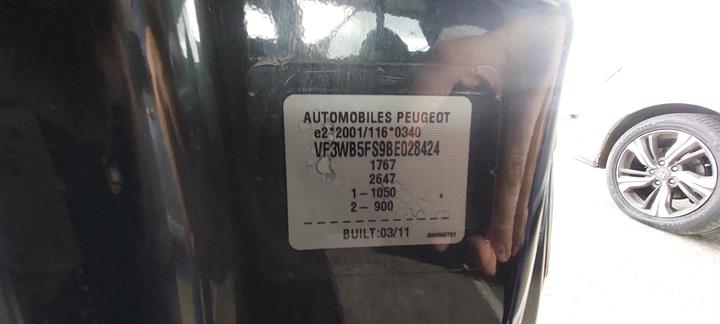 AUTOMOBILES PEUGEOT
e2*2001/116*0340
VF3WB5FS9BE028424
1767
2647
1-1050
2- 900
BUILT:03/11